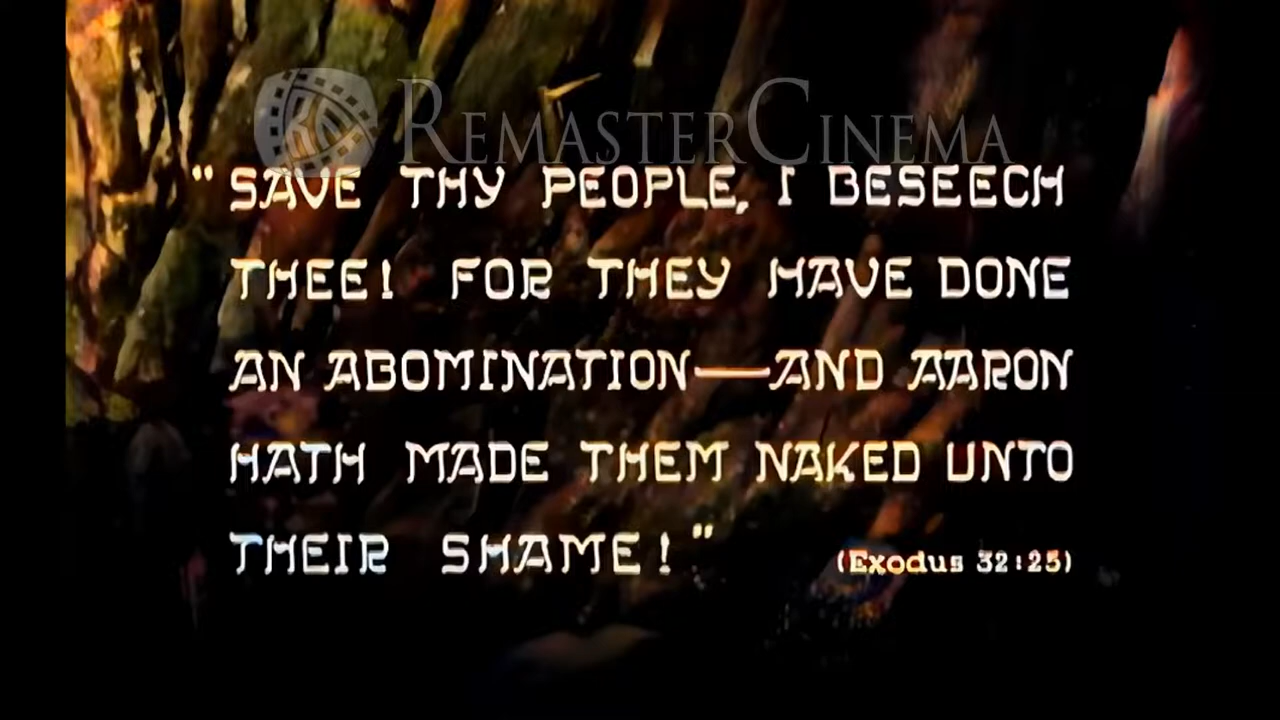 REMASTERCINEMA
"SAVE THY PEOPLE, I BESEECH
THEE! FOR THEY HAVE DONE
AN ABOMINATION—AND AARON
HATH MADE THEM NAKED UNTO
THEIR SHAME!"
(Exodus 32:25)